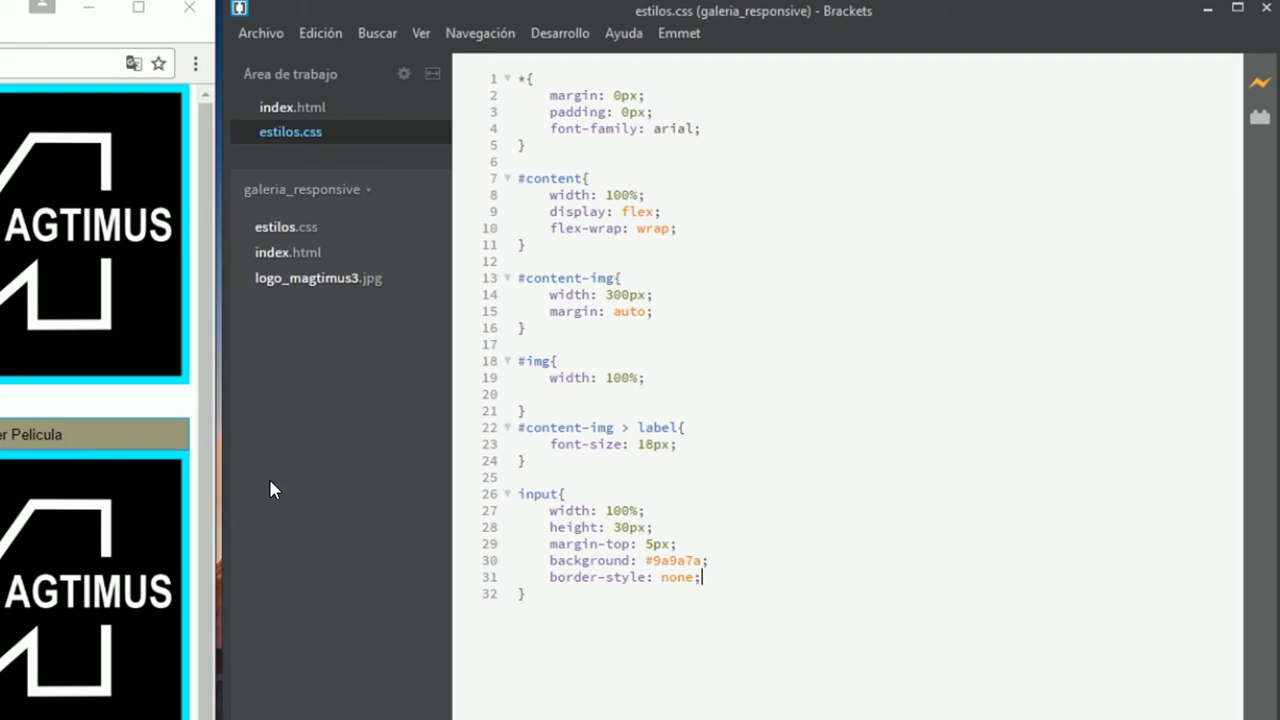 estilos.css (galeria_responsive) - Brackets
Archivo Edición Buscar Ver Navegación Desarrollo Ayuda Emmet
Área de trabajo
index.html
estilos.css
galeria_responsive
estilos.css
index.html
logo_magtimus3.jpg
AGTIMUS
er Pelicula
AGTIMUS
1 *{
2 margin: 0px;
3 padding: 0px;
4 font-family: arial;
5 }
6
7 #content{
8 width: 100%;
9 display: flex;
10 flex-wrap: wrap;
11 }
12
13 #content-img{
14 width: 300px;
15 margin: auto;
16 }
17
18 #img{
19 width: 100%;
20
21 }
22 #content-img > label{
23 font-size: 18px;
24 }
25
26 input{
27 width: 100%;
28 height: 30px;
29 margin-top: 5px;
30 background: #9a9a7a;
31 border-style: none;
32 }